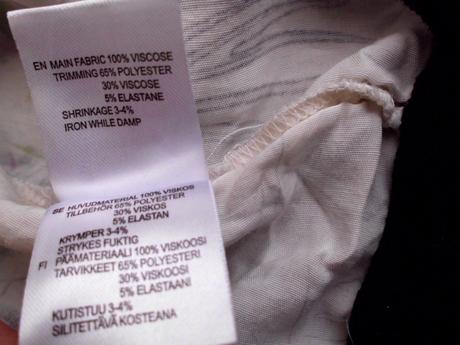 EN MAIN FABRIC 100% VISCOSE
TRIMMING 65% POLYESTER
30% VISCOSE
5% ELASTANE
SHRINKAGE 3-4%
IRON WHILE DAMP
SE HUVUDMATERIAL 100% VISKOS
TILLBEHÖR 65% POLYESTER
30% VISKOS
5% ELASTAN
KRYMPER 3-4%
STRYKES FUKTIG
FI PÄÄMATERIAALI 100% VISKOOSI
TARVIKKEET 65% POLYESTERI
30% VISKOOSI
5% ELASTAANI
KUTISTUU 3-4%
SILITETTÄVÄ KOSTEANA